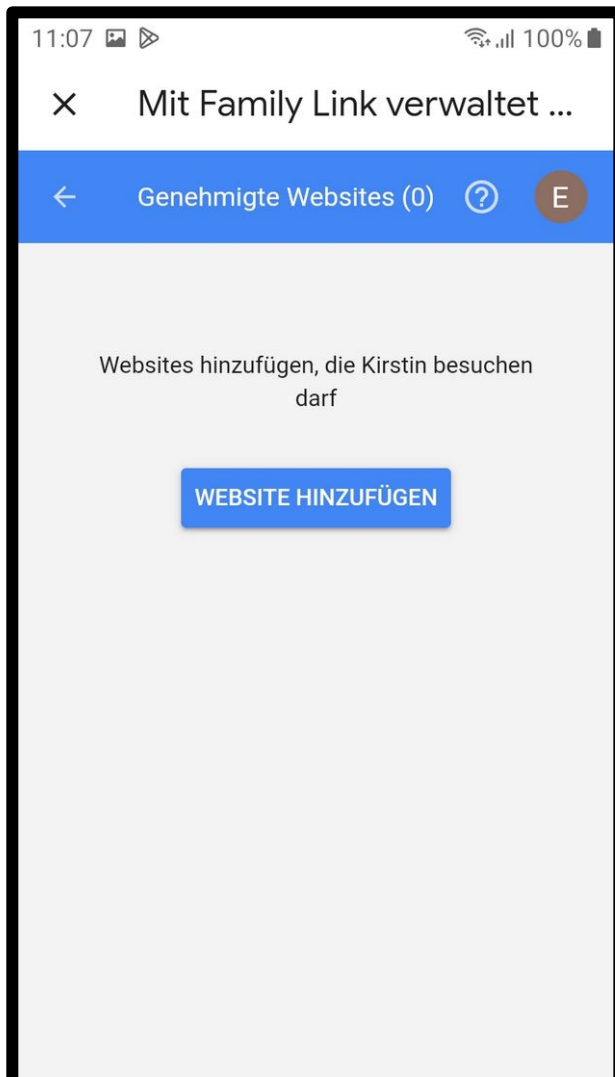 11:07 100%
Mit Family Link verwaltet ...
Genehmigte Websites (0) ? E
Websites hinzufügen, die Kirstin besuchen
darf
WEBSITE HINZUFÜGEN